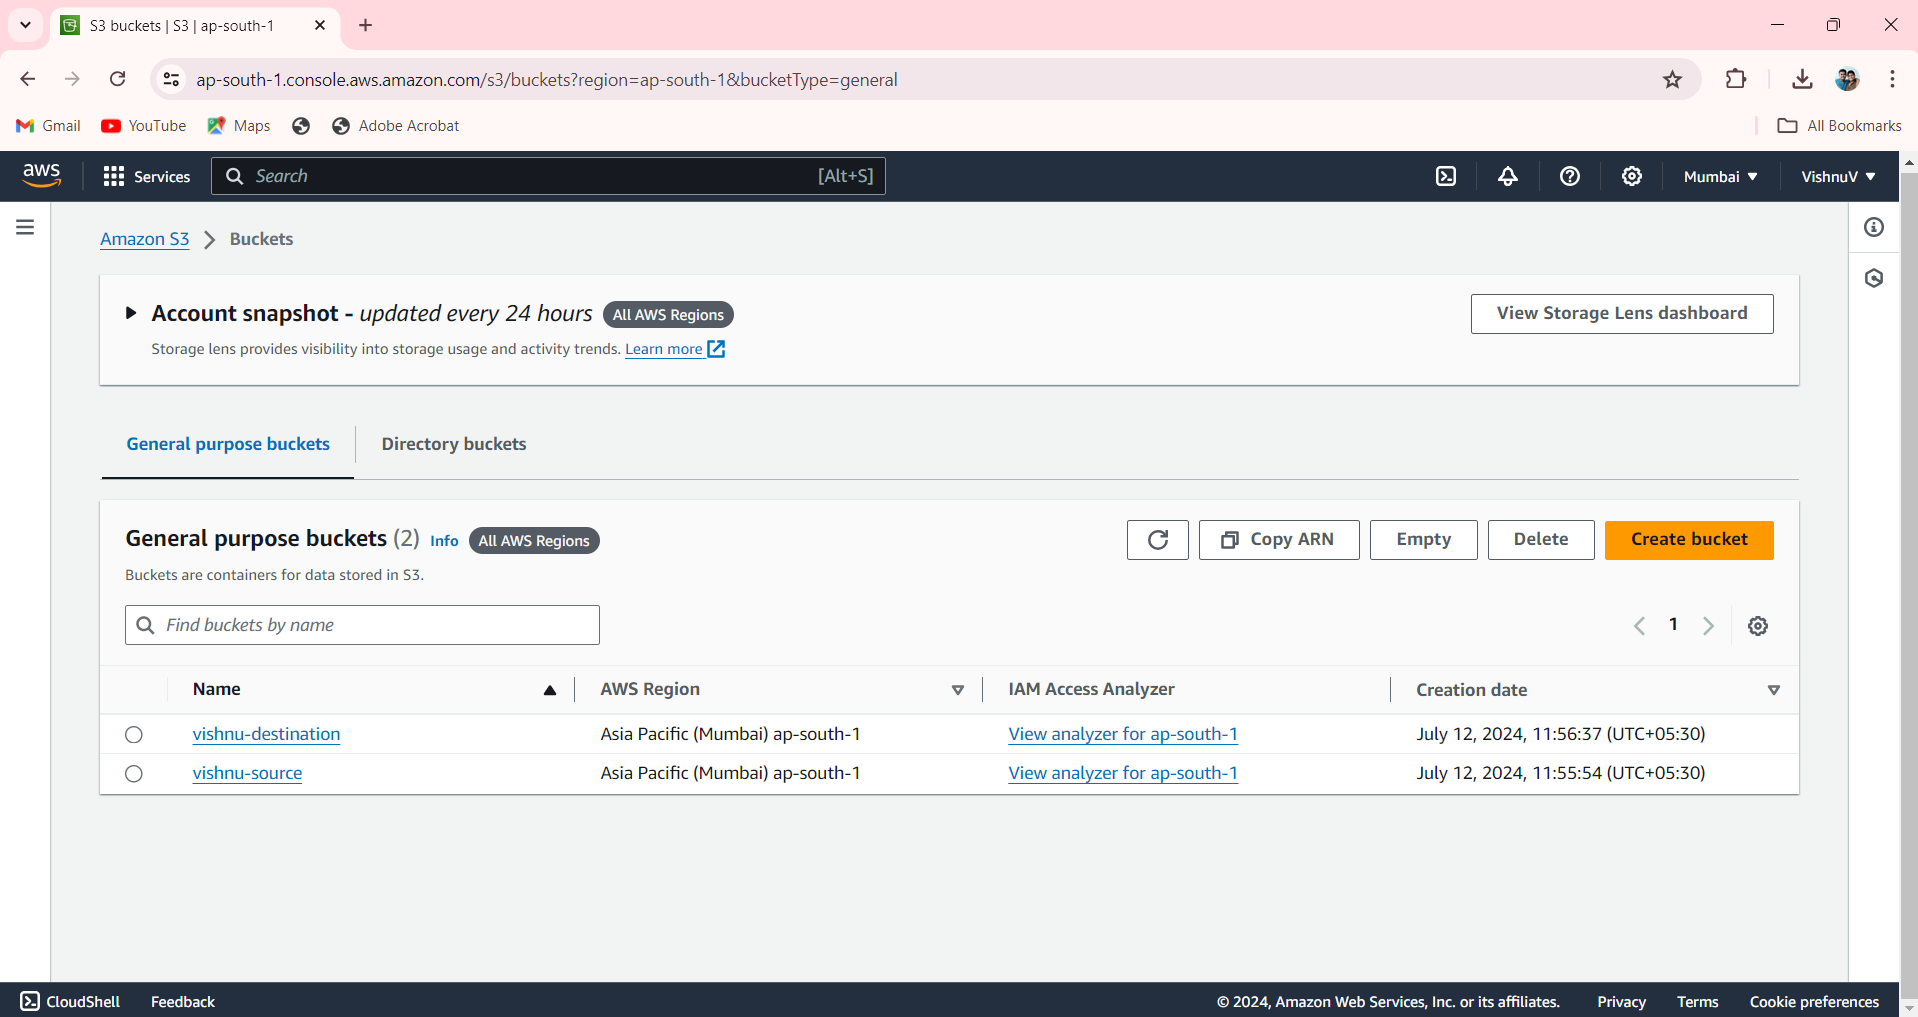 S3 buckets | S3 | ap-south-1
ap-south-1.console.aws.amazon.com/s3/buckets?region=ap-south-1&bucketType=general
Gmail YouTube Maps Adobe Acrobat All Bookmarks
aws Services Search [Alt+S] Mumbai VishnuV
Amazon S3 Buckets
Account snapshot - updated every 24 hours All AWS Regions View Storage Lens dashboard
Storage lens provides visibility into storage usage and activity trends. Learn more
General purpose buckets Directory buckets
General purpose buckets (2) Info All AWS Regions Copy ARN Empty Delete Create bucket
Buckets are containers for data stored in S3.
Find buckets by name 1
Name AWS Region IAM Access Analyzer Creation date
vishnu-destination Asia Pacific (Mumbai) ap-south-1 View analyzer for ap-south-1 July 12, 2024, 11:56:37 (UTC+05:30)
vishnu-source Asia Pacific (Mumbai) ap-south-1 View analyzer for ap-south-1 July 12, 2024, 11:55:54 (UTC+05:30)
CloudShell Feedback © 2024, Amazon Web Services, Inc. or its affiliates. Privacy Terms Cookie preferences